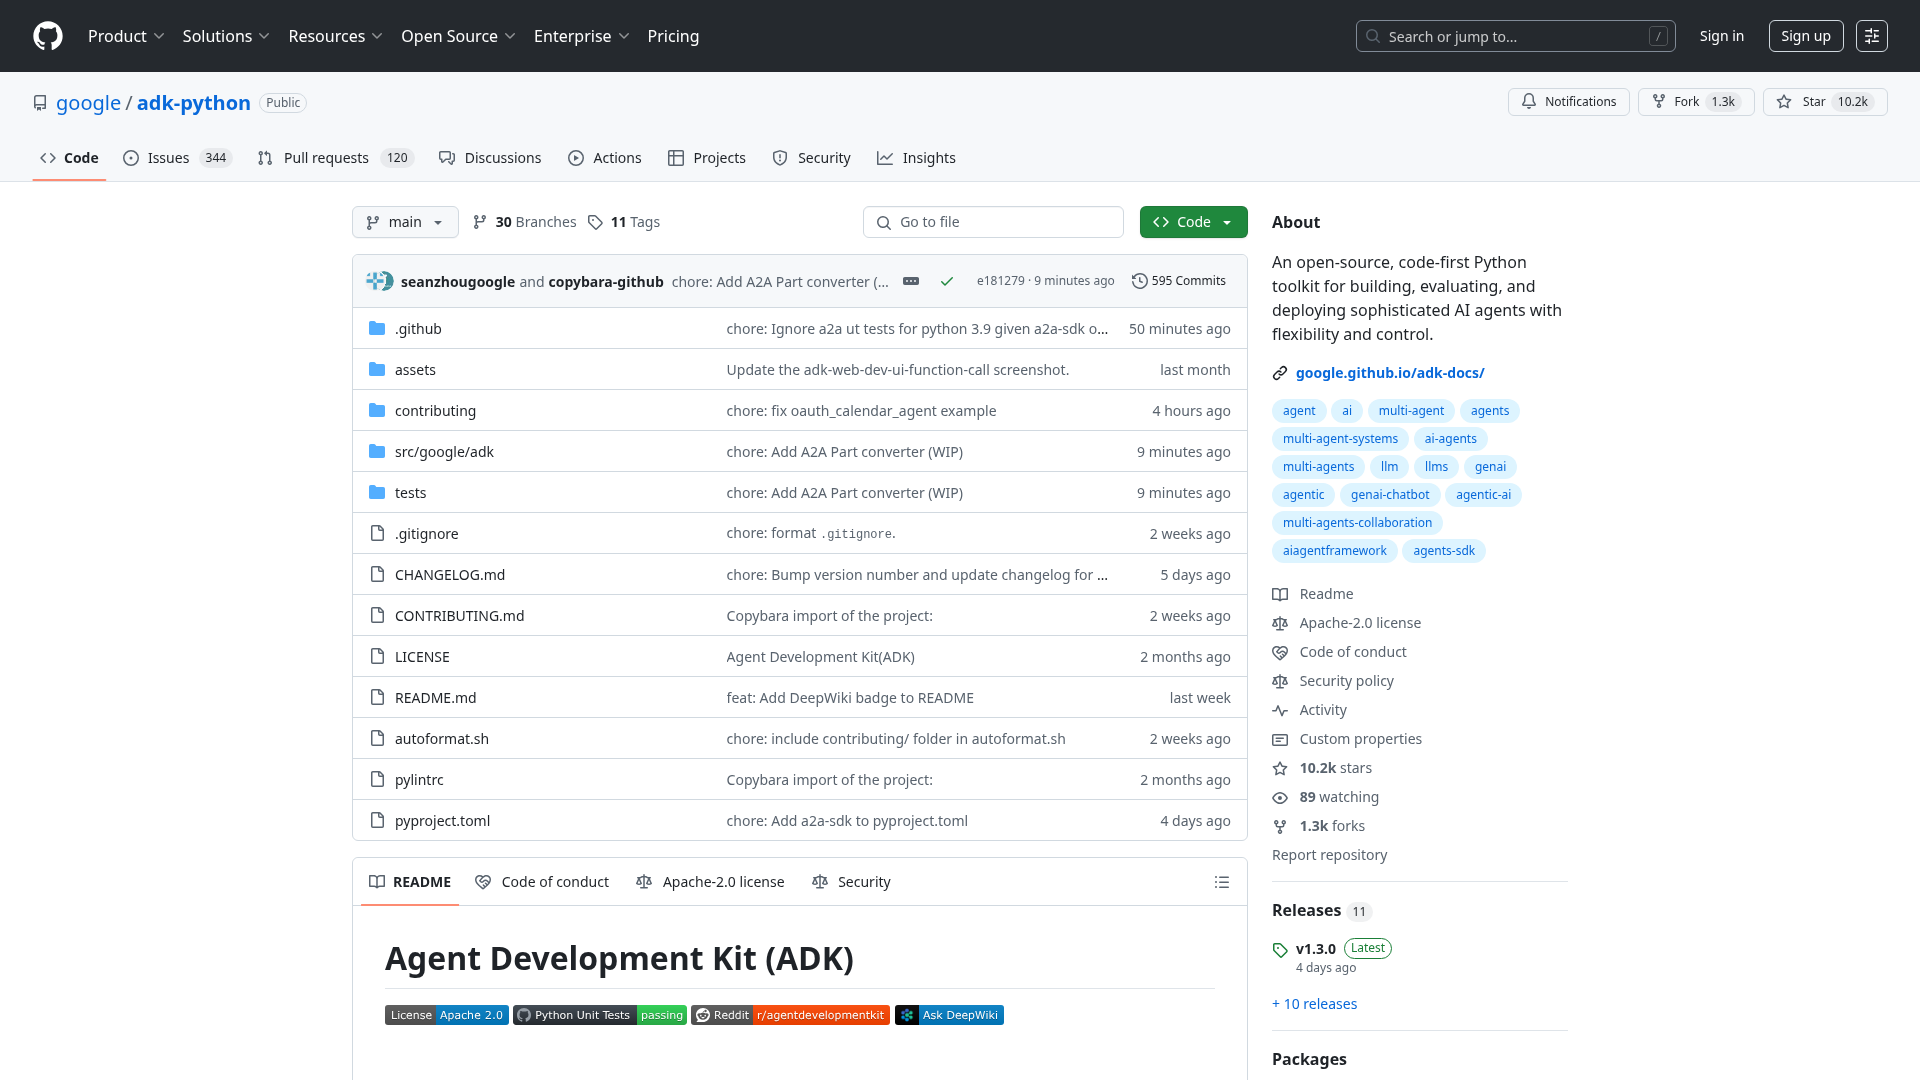 Product Solutions Resources Open Source Enterprise Pricing Search or jump to... / Sign in Sign up
google / adk-python Public Notifications Fork 1.3k Star 10.2k
Code Issues 344 Pull requests 120 Discussions Actions Projects Security Insights
main 30 Branches 11 Tags Go to file Code
seanzhougoogle and copybara-github chore: Add A2A Part converter (... e181279 · 9 minutes ago 595 Commits
.github chore: Ignore a2a ut tests for python 3.9 given a2a-sdk o... 50 minutes ago
assets Update the adk-web-dev-ui-function-call screenshot. last month
contributing chore: fix oauth_calendar_agent example 4 hours ago
src/google/adk chore: Add A2A Part converter (WIP) 9 minutes ago
tests chore: Add A2A Part converter (WIP) 9 minutes ago
.gitignore chore: format .gitignore. 2 weeks ago
CHANGELOG.md chore: Bump version number and update changelog for ... 5 days ago
CONTRIBUTING.md Copybara import of the project: 2 weeks ago
LICENSE Agent Development Kit(ADK) 2 months ago
README.md feat: Add DeepWiki badge to README last week
autoformat.sh chore: include contributing/ folder in autoformat.sh 2 weeks ago
pylintrc Copybara import of the project: 2 months ago
pyproject.toml chore: Add a2a-sdk to pyproject.toml 4 days ago
README Code of conduct Apache-2.0 license Security
Agent Development Kit (ADK)
License Apache 2.0 Python Unit Tests passing Reddit r/agentdevelopmentkit Ask DeepWiki
About
An open-source, code-first Python
toolkit for building, evaluating, and
deploying sophisticated AI agents with
flexibility and control.
google.github.io/adk-docs/
agent ai multi-agent agents
multi-agent-systems ai-agents
multi-agents llm llms genai
agentic genai-chatbot agentic-ai
multi-agents-collaboration
aiagentframework agents-sdk
Readme
Apache-2.0 license
Code of conduct
Security policy
Activity
Custom properties
10.2k stars
89 watching
1.3k forks
Report repository
Releases 11
v1.3.0 Latest
4 days ago
+ 10 releases
Packages